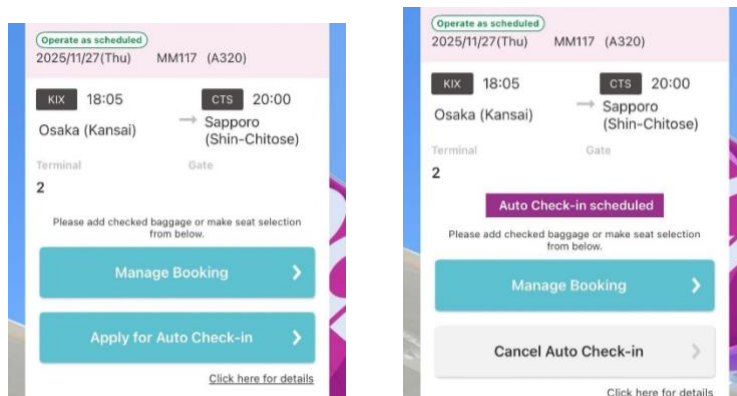 Operate as scheduled
2025/11/27(Thu) MM117 (A320)
KIX 18:05 CTS 20:00
Osaka (Kansai) → Sapporo
(Shin-Chitose)
Terminal Gate
2
Please add checked baggage or make seat selection
from below.
Manage Booking
Apply for Auto Check-in
Click here for details
Operate as scheduled
2025/11/27(Thu) MM117 (A320)
KIX 18:05 CTS 20:00
Osaka (Kansai) → Sapporo
(Shin-Chitose)
Terminal Gate
2
Auto Check-in scheduled
Please add checked baggage or make seat selection
from below.
Manage Booking
Cancel Auto Check-in
Click here for details